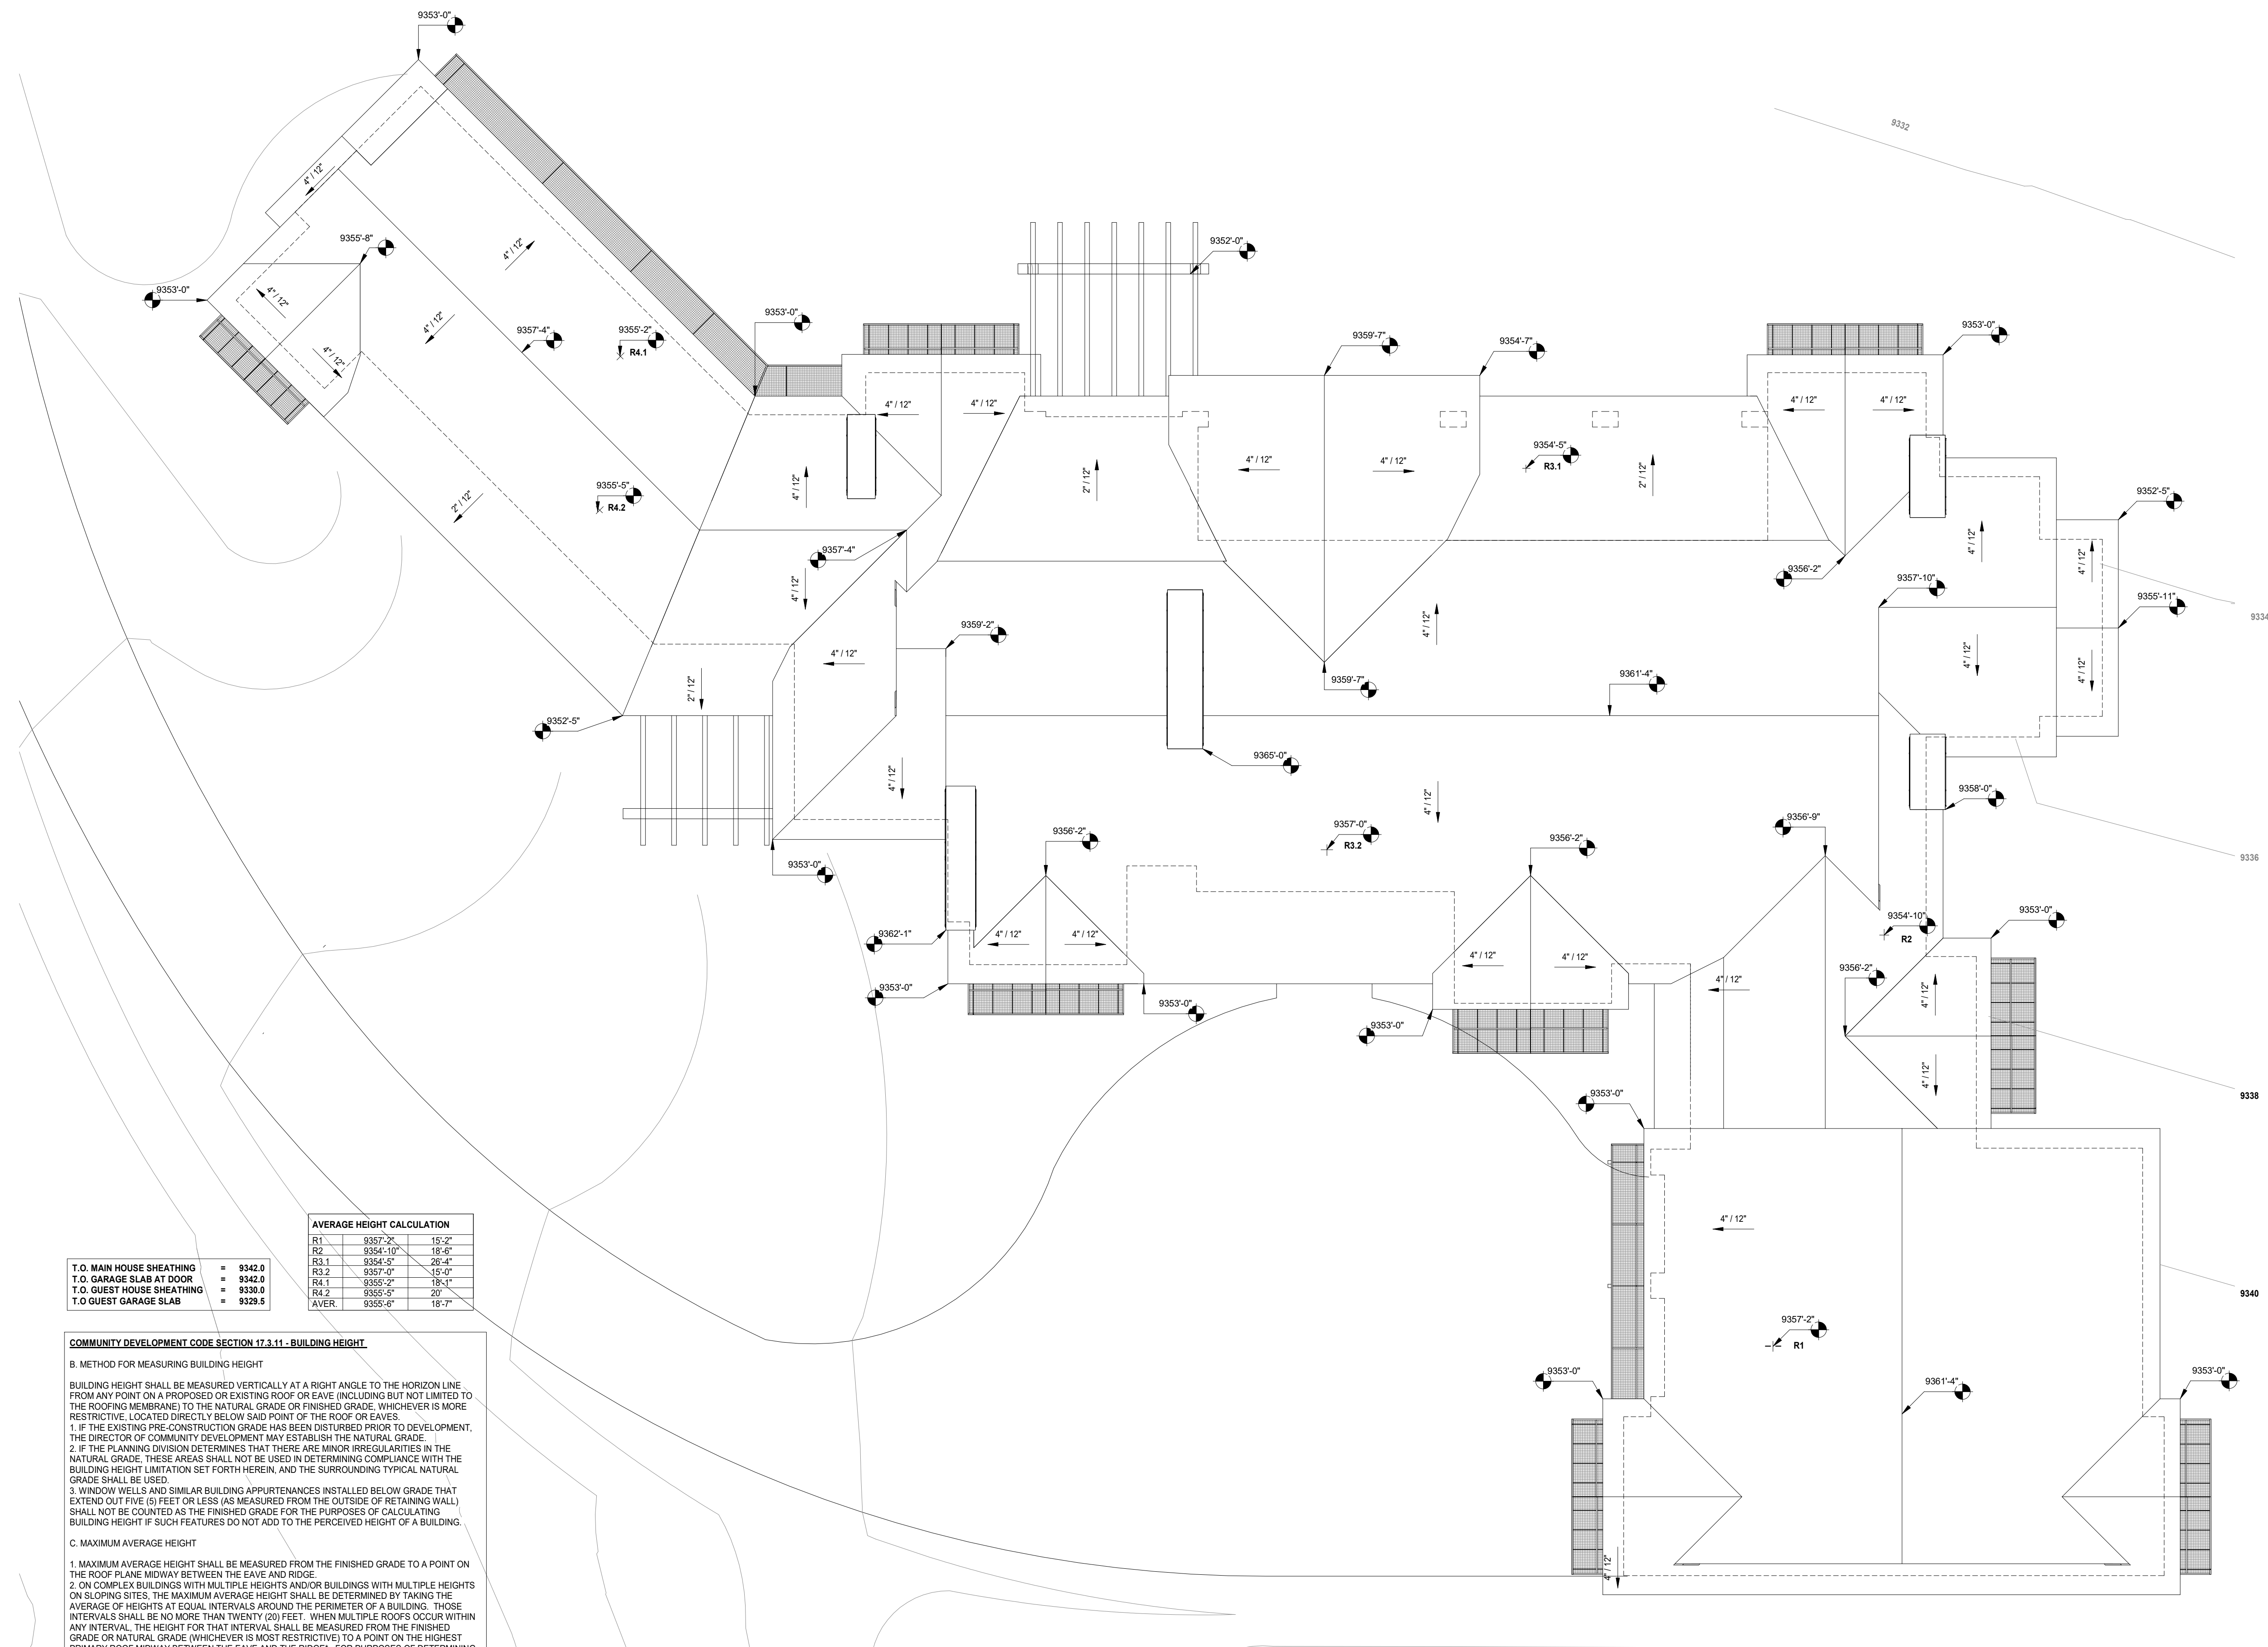 9353'-0"
9332
4" / 12"
9355'-8"
4" / 12"
9352'-0"
9353'-0"
4" / 12"
9353'-0"
9357'-4"
9355'-2"
R4.1
4" / 12"
9359'-7"
9354'-7"
9353'-0"
4" / 12"
4" / 12"
4" / 12"
4" / 12"
4" / 12"
4" / 12"
9354'-5"
R3.1
4" / 12"
4" / 12"
2" / 12"
9355'-5"
R4.2
4" / 12"
2" / 12"
2" / 12"
9352'-5"
9357'-4"
4" / 12"
9356'-2"
9357'-10"
4" / 12"
4" / 12"
9355'-11"
9334
9359'-2"
4" / 12"
4" / 12"
4" / 12"
4" / 12"
9359'-7"
9361'-4"
2" / 12"
9352'-5"
9365'-0"
4" / 12"
4" / 12"
9358'-0"
9356'-2"
9357'-0"
R3.2
9356'-2"
9356'-9"
9336
9353'-0"
9362'-1"
4" / 12"
4" / 12"
9354'-10"
R2
9353'-0"
4" / 12"
4" / 12"
4" / 12"
9356'-2"
4" / 12"
9353'-0"
9353'-0"
9353'-0"
4" / 12"
9353'-0"
9338
4" / 12"
9340
9357'-2"
R1
9353'-0"
9361'-4"
9353'-0"
4" / 12"
AVERAGE HEIGHT CALCULATION
R1 9357'-2" 15'-2"
R2 9354'-10" 18'-6"
R3.1 9354'-5" 26'-4"
R3.2 9357'-0" 15'-0"
R4.1 9355'-2" 18'-1"
R4.2 9355'-5" 20'
AVER. 9355'-6" 18'-7"
T.O. MAIN HOUSE SHEATHING = 9342.0
T.O. GARAGE SLAB AT DOOR = 9342.0
T.O. GUEST HOUSE SHEATHING = 9330.0
T.O GUEST GARAGE SLAB = 9329.5
COMMUNITY DEVELOPMENT CODE SECTION 17.3.11 - BUILDING HEIGHT
B. METHOD FOR MEASURING BUILDING HEIGHT
BUILDING HEIGHT SHALL BE MEASURED VERTICALLY AT A RIGHT ANGLE TO THE HORIZON LINE
FROM ANY POINT ON A PROPOSED OR EXISTING ROOF OR EAVE (INCLUDING BUT NOT LIMITED TO
THE ROOFING MEMBRANE) TO THE NATURAL GRADE OR FINISHED GRADE, WHICHEVER IS MORE
RESTRICTIVE, LOCATED DIRECTLY BELOW SAID POINT OF THE ROOF OR EAVES.
1. IF THE EXISTING PRE-CONSTRUCTION GRADE HAS BEEN DISTURBED PRIOR TO DEVELOPMENT,
THE DIRECTOR OF COMMUNITY DEVELOPMENT MAY ESTABLISH THE NATURAL GRADE.
2. IF THE PLANNING DIVISION DETERMINES THAT THERE ARE MINOR IRREGULARITIES IN THE
NATURAL GRADE, THESE AREAS SHALL NOT BE USED IN DETERMINING COMPLIANCE WITH THE
BUILDING HEIGHT LIMITATION SET FORTH HEREIN, AND THE SURROUNDING TYPICAL NATURAL
GRADE SHALL BE USED.
3. WINDOW WELLS AND SIMILAR BUILDING APPURTENANCES INSTALLED BELOW GRADE THAT
EXTEND OUT FIVE (5) FEET OR LESS (AS MEASURED FROM THE OUTSIDE OF RETAINING WALL)
SHALL NOT BE COUNTED AS THE FINISHED GRADE FOR THE PURPOSES OF CALCULATING
BUILDING HEIGHT IF SUCH FEATURES DO NOT ADD TO THE PERCEIVED HEIGHT OF A BUILDING.
C. MAXIMUM AVERAGE HEIGHT
1. MAXIMUM AVERAGE HEIGHT SHALL BE MEASURED FROM THE FINISHED GRADE TO A POINT ON
THE ROOF PLANE MIDWAY BETWEEN THE EAVE AND RIDGE.
2. ON COMPLEX BUILDINGS WITH MULTIPLE HEIGHTS AND/OR BUILDINGS WITH MULTIPLE HEIGHTS
ON SLOPING SITES, THE MAXIMUM AVERAGE HEIGHT SHALL BE DETERMINED BY TAKING THE
AVERAGE OF HEIGHTS AT EQUAL INTERVALS AROUND THE PERIMETER OF A BUILDING. THOSE
INTERVALS SHALL BE NO MORE THAN TWENTY (20) FEET. WHEN MULTIPLE ROOFS OCCUR WITHIN
ANY INTERVAL, THE HEIGHT FOR THAT INTERVAL SHALL BE MEASURED FROM THE FINISHED
GRADE OR NATURAL GRADE (WHICHEVER IS MOST RESTRICTIVE) TO A POINT ON THE HIGHEST